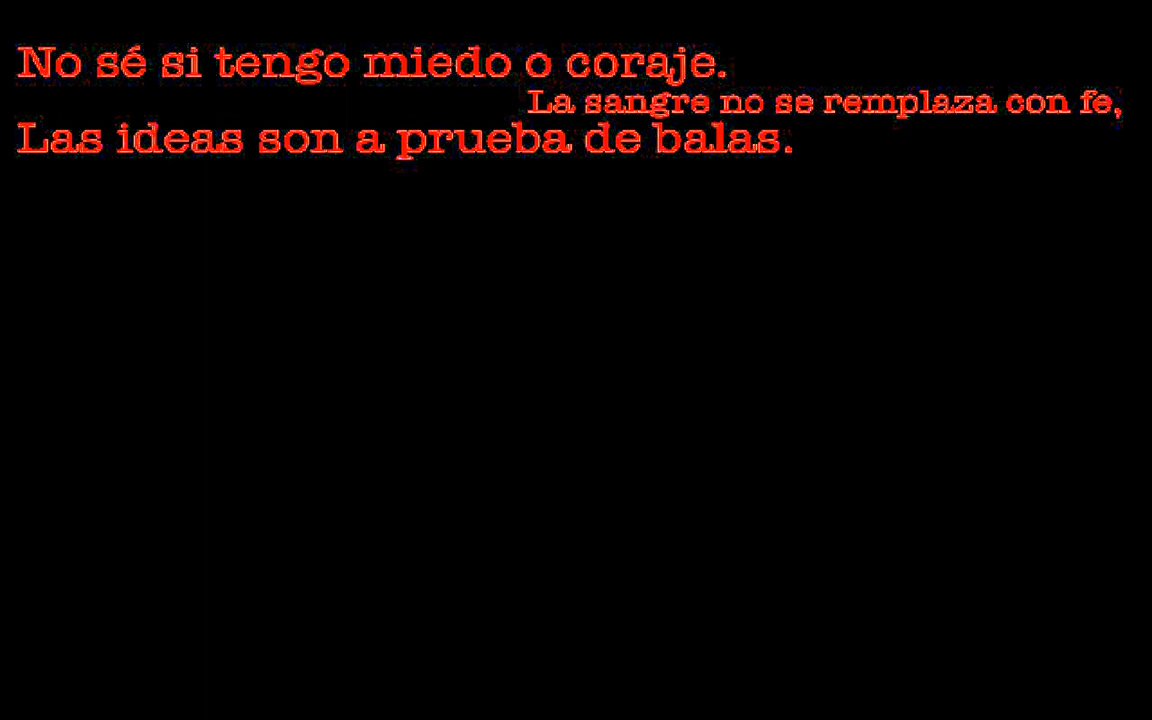 No sé si tengo miedo o coraje.
La sangre no se remplaza con fe,
Las ideas son a prueba de balas.